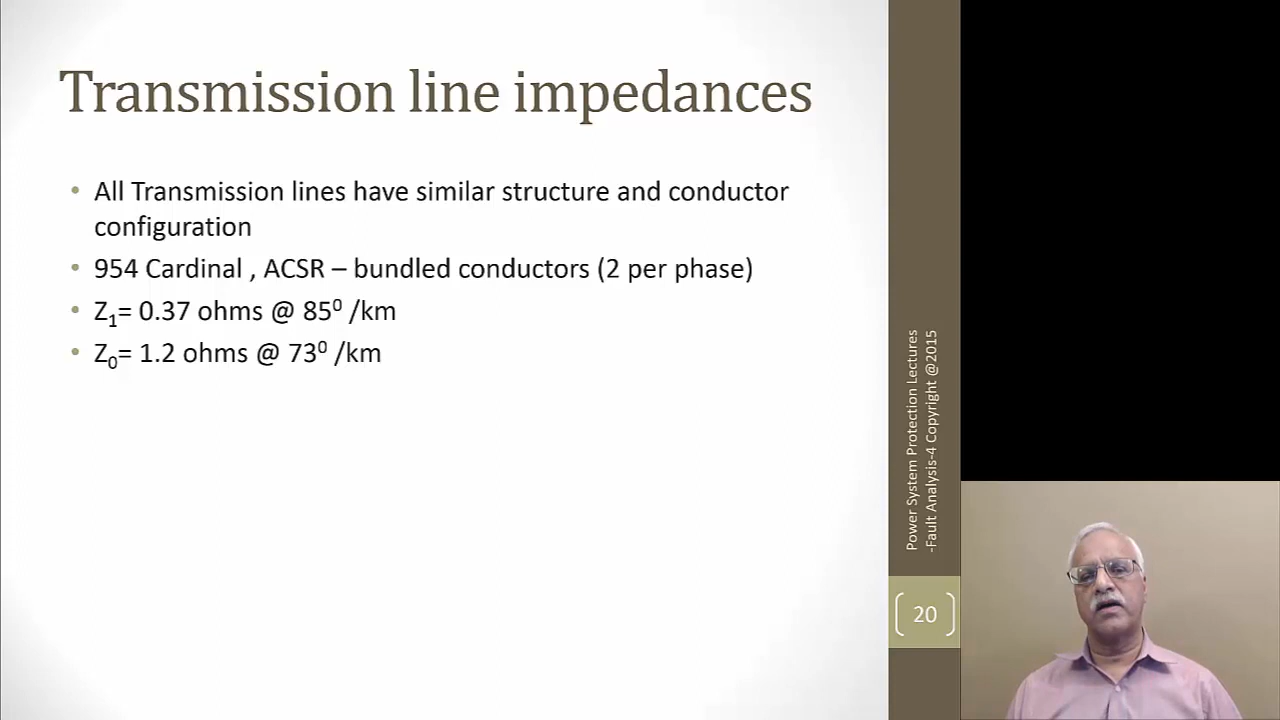 Transmission line impedances
• All Transmission lines have similar structure and conductor
configuration
• 954 Cardinal , ACSR – bundled conductors (2 per phase)
• Z₁= 0.37 ohms @ 85⁰ /km
• Z₀= 1.2 ohms @ 73⁰ /km
Power System Protection Lectures
-Fault Analysis-4 Copyright @2015
20